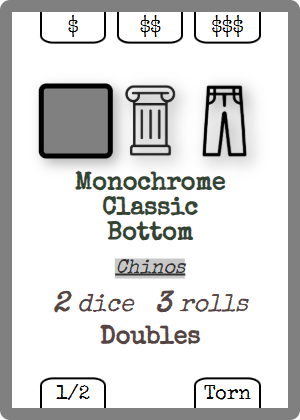 $ $$ $$$
Monochrome
Classic
Bottom
Chinos
2 dice 3 rolls
Doubles
1/2 Torn